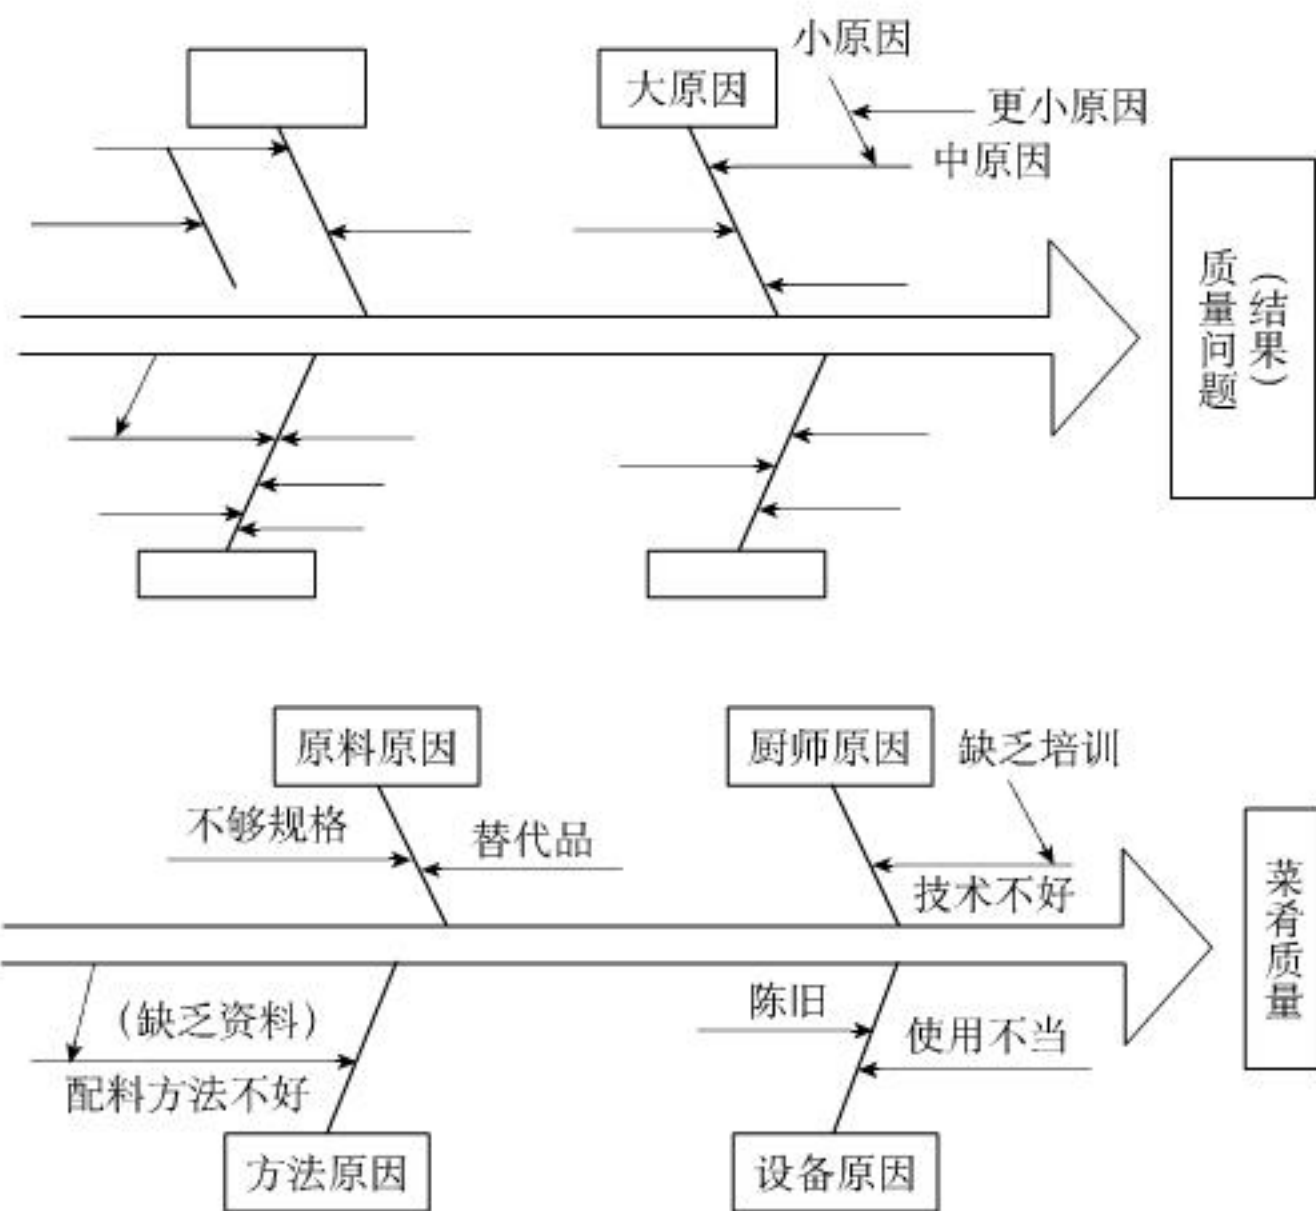 小原因
大原因
更小原因
中原因
质量问题
（结果）
原料原因
厨师原因
缺乏培训
不够规格
替代品
技术不好
菜肴质量
（缺乏资料）
陈旧
使用不当
配料方法不好
方法原因
设备原因